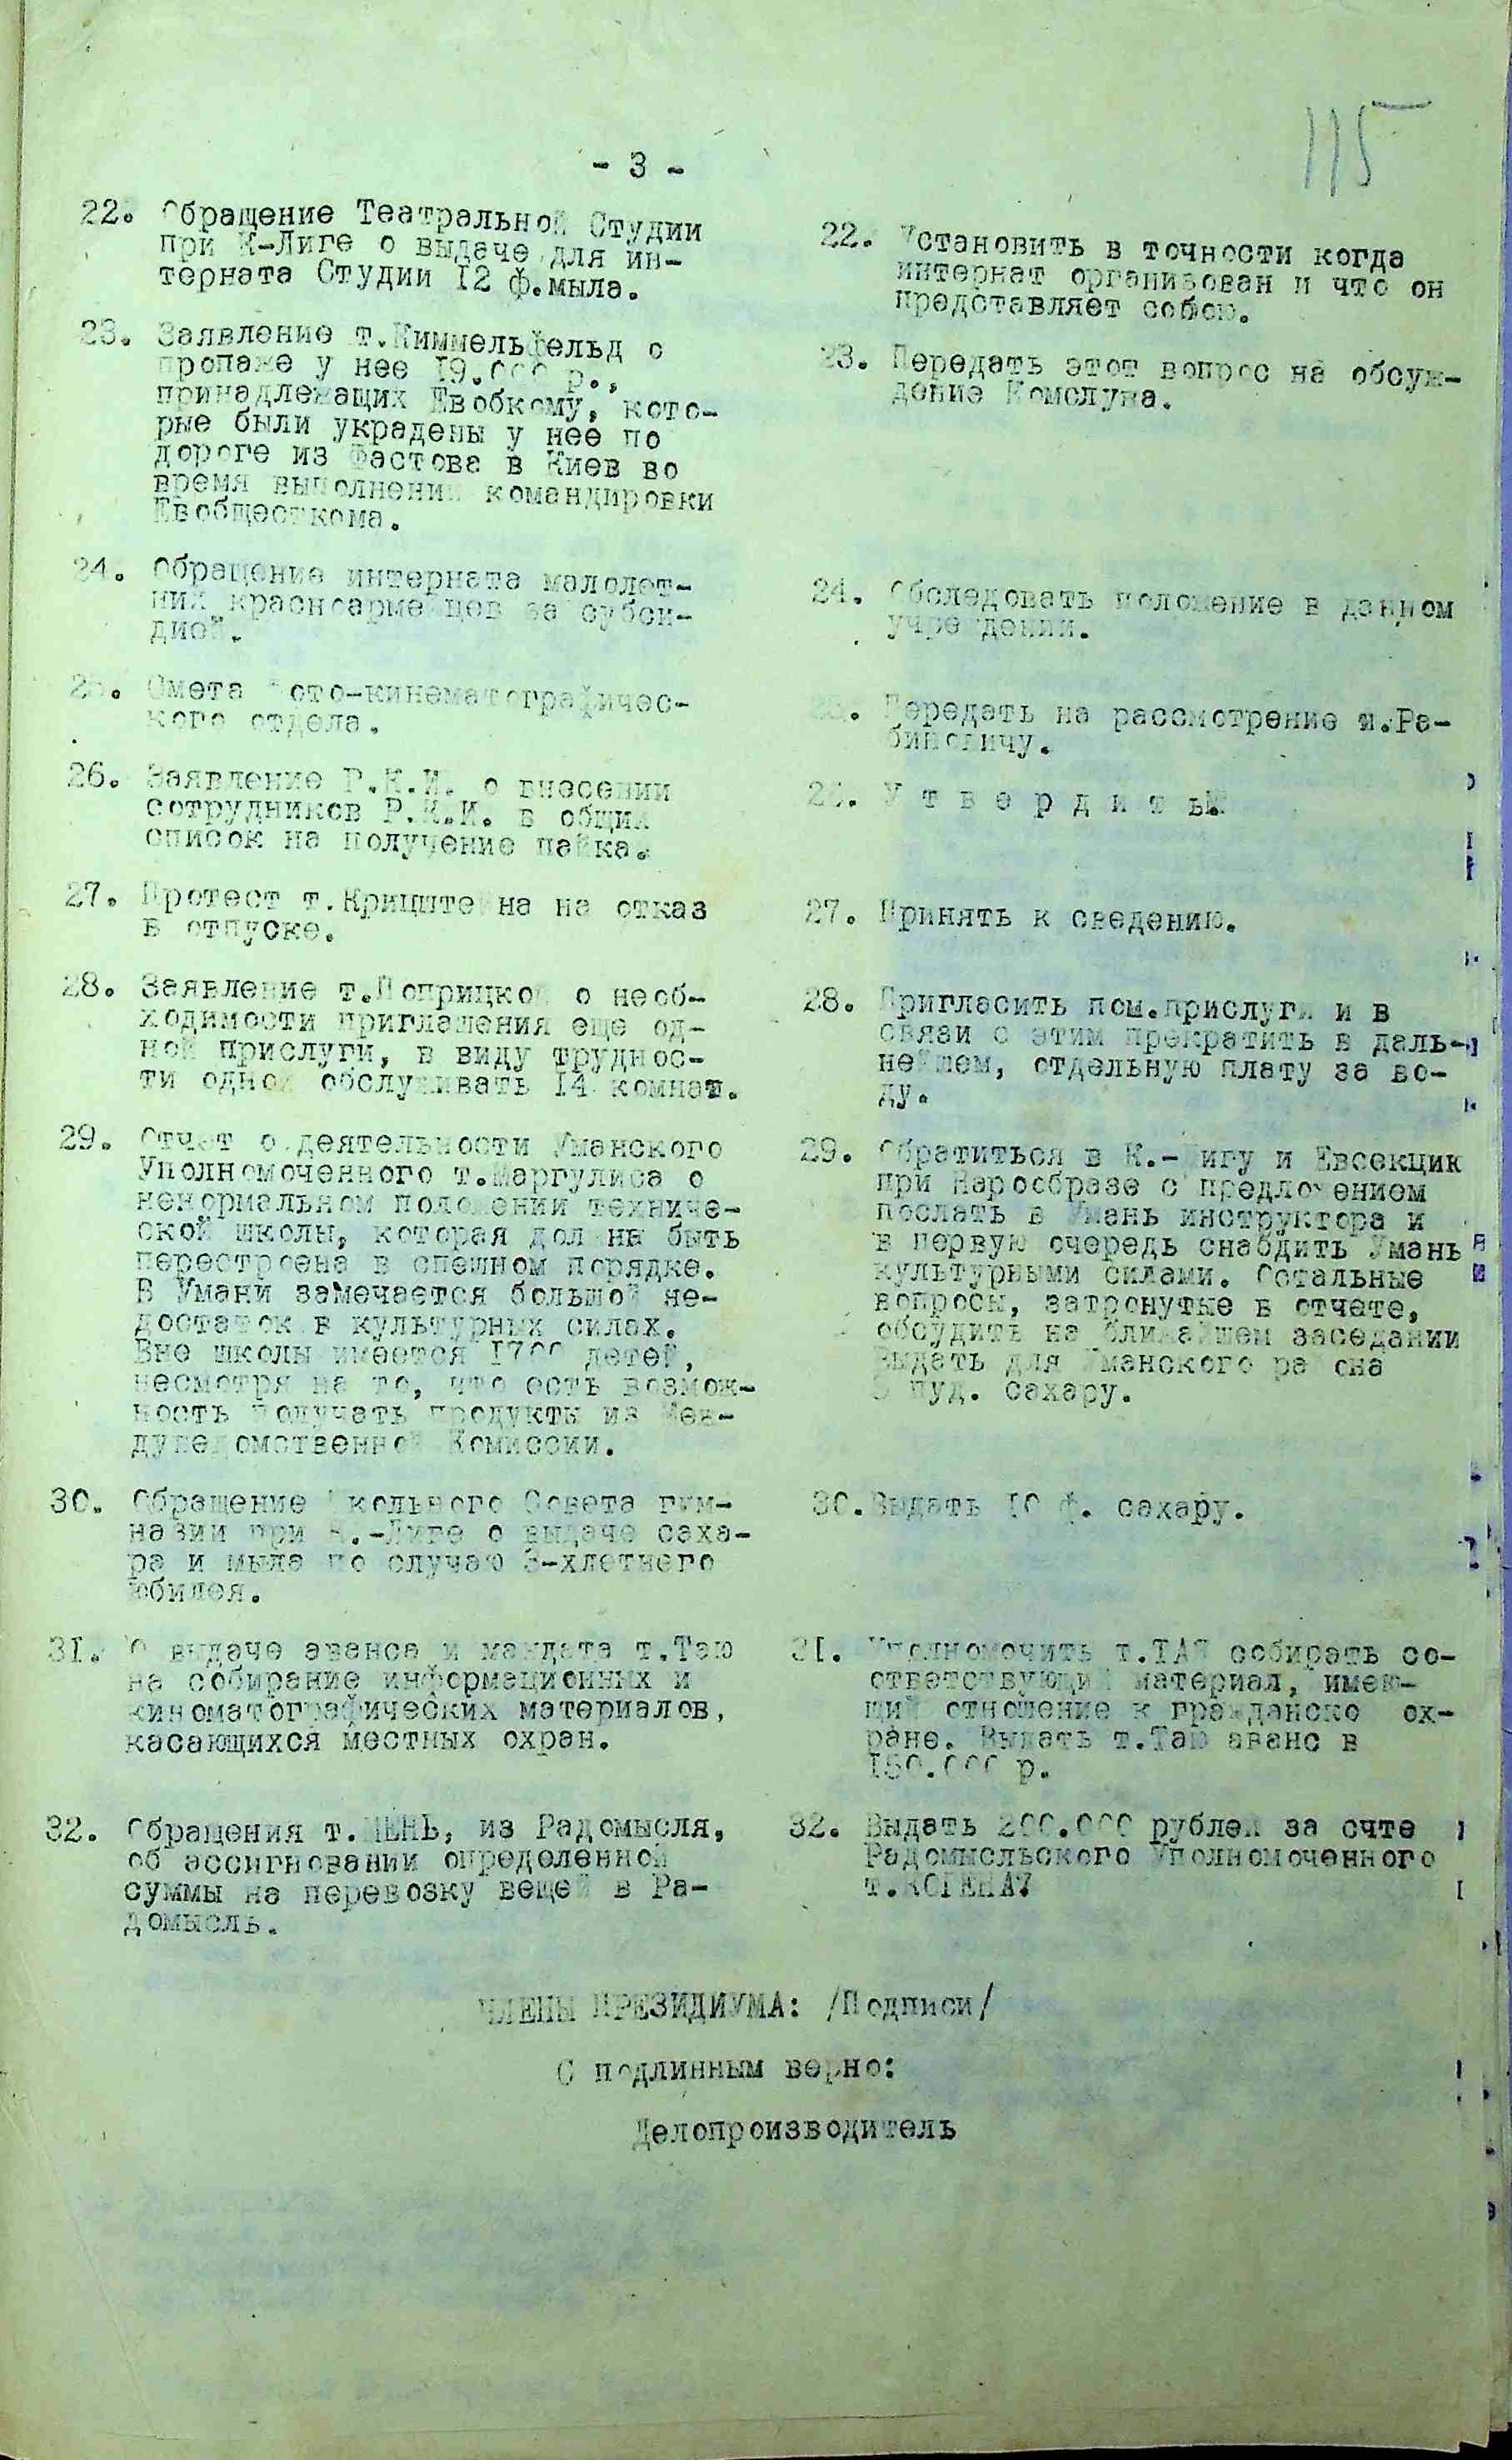 115
- 3 -
22. Обращение Театральной Студии
при К-Лиге о выдаче для ин-
терната Студии 12 ф.мыла.
22. Установить в точности когда
интернат организован и что он
представляет собою.
23. Заявление т.Киммельфельд о
пропаже у нее 19.000 р.,
принадлежащих Евобкому, кото-
рые были украдены у нее по
дороге из Фастова в Киев во
время выполнении командировки
Евобщесткома.
23. Передать этот вопрос на обсуж-
дение Комслужа.
24. Обращение интерната малолет-
них красноармейцев за субси-
дией.
24. Обследовать положение в данном
учреждении.
25. Смета Фото-кинематографичес-
кого отдела.
25. Передать на рассмотрение т.Ра-
биновичу.
26. Заявление Р.К.И. о внесении
сотрудников Р.К.И. в общий
список на получение пайка.
26. У т в е р д и т ь.
27. Протест т.Криштейна на отказ
в отпуске.
27. Принять к сведению.
28. Заявление т.Поприцкой о необ-
ходимости приглашения еще од-
ной прислуги, в виду труднос-
ти одной обслуживать 14 комнат.
28. Пригласить пом.прислуги и в
связи с этим прекратить в даль-
нейшем, отдельную плату за во-
ду.
29. Отчет о деятельности Уманского
Уполномоченного т.Маргулиса о
ненормальном положении техниче-
ской школы, которая должна быть
перестроена в спешном порядке.
В Умани замечается большой не-
достаток в культурных силах.
Вне школы имеется 1700 детей,
несмотря на то, что есть возмож-
ность получать продукты из Меж-
дуведомственной Комиссии.
29. Обратиться в К.-Лигу и Евсекцик
при Наробразе с предложением
послать в Умань инструктора и
в первую очередь снабдить Умань
культурными силами. Остальные
вопросы, затронутые в отчете,
обсудить на ближайшем заседании
Выдать для Уманского района
5 пуд. сахару.
30. Обращение Школьного Совета гим-
назии при К.-Лиге о выдаче саха-
ра и мыла по случаю 3-хлетнего
юбилея.
30. Выдать 10 ф. сахару.
31. О выдаче аванса и мандата т.Таю
на собирание информационных и
киноматографических материалов,
касающихся местных охран.
31. Уполномочить т.ТАЯ собирать со-
ответствующий материал, имею-
щий отношение к гражданской ох-
ране. Выдать т.Таю аванс в
150.000 р.
32. Обращения т. из Радомысля,
об ассигновании определенной
суммы на перевозку вещей в Ра-
домысль.
32. Выдать 200.000 рублей за счте
Радомысльского Уполномоченного
т.КОГЕНА7
ЧЛЕНЫ ПРЕЗИДИУМА: /Подписи/
С подлинным верно:
Делопроизводитель